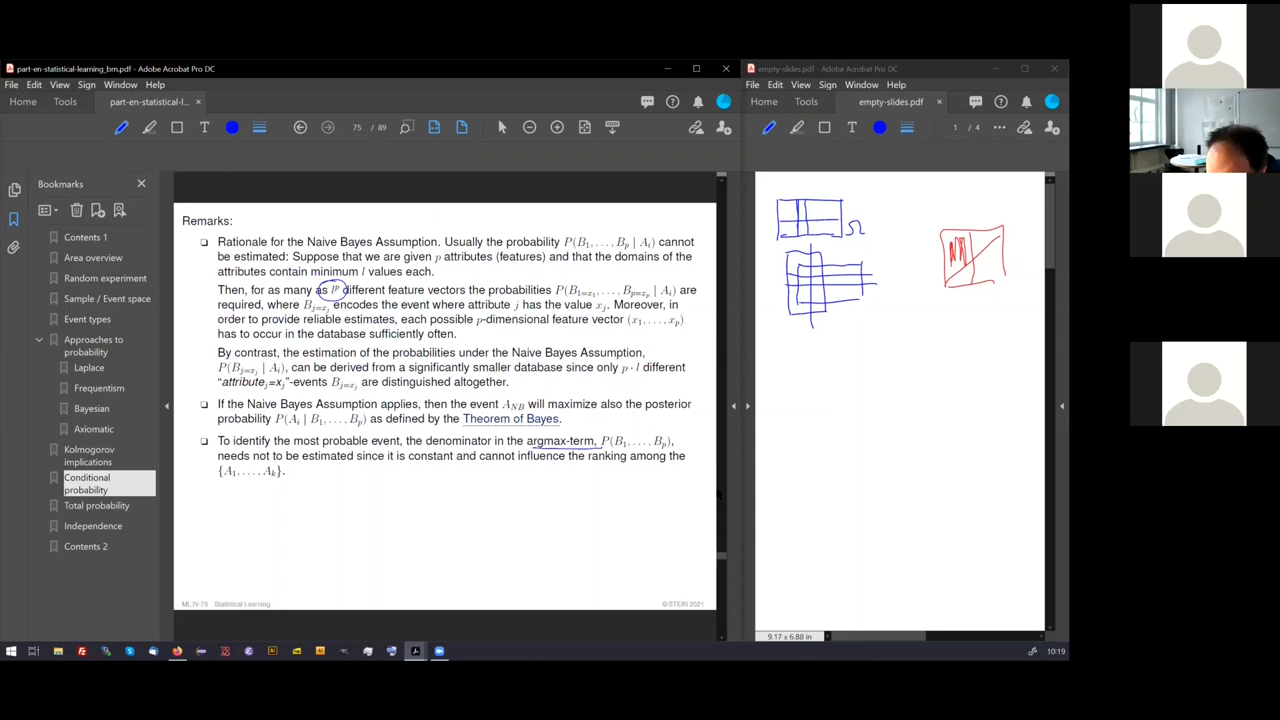 part-en-statistical-learning_bm.pdf - Adobe Acrobat Pro DC
File Edit View Sign Window Help
Home Tools part-en-statistical-l... ×
75 / 89
Bookmarks
Contents 1
Area overview
Random experiment
Sample / Event space
Event types
Approaches to
probability
Laplace
Frequentism
Bayesian
Axiomatic
Kolmogorov
implications
Conditional
probability
Total probability
Independence
Contents 2
Remarks:
❑ Rationale for the Naive Bayes Assumption. Usually the probability P(B₁, . . . , Bₚ | Aᵢ) cannot
be estimated: Suppose that we are given p attributes (features) and that the domains of the
attributes contain minimum l values each.
Then, for as many as lᵖ different feature vectors the probabilities P(B₁₌ₓ₁, . . . , Bₚ₌ₓₚ | Aᵢ) are
required, where Bⱼ₌ₓⱼ encodes the event where attribute j has the value xⱼ. Moreover, in
order to provide reliable estimates, each possible p-dimensional feature vector (x₁, . . . , xₚ)
has to occur in the database sufficiently often.
By contrast, the estimation of the probabilities under the Naive Bayes Assumption,
P(Bⱼ₌ₓⱼ | Aᵢ), can be derived from a significantly smaller database since only p · l different
“attributeⱼ=xⱼ”-events Bⱼ₌ₓⱼ are distinguished altogether.
❑ If the Naive Bayes Assumption applies, then the event A_NB will maximize also the posterior
probability P(Aᵢ | B₁, . . . , Bₚ) as defined by the Theorem of Bayes.
❑ To identify the most probable event, the denominator in the argmax-term, P(B₁, . . . , Bₚ),
needs not to be estimated since it is constant and cannot influence the ranking among the
{A₁, . . . , Aₖ}.
ML:IV-75 Statistical Learning ©STEIN 2021
empty-slides.pdf - Adobe Acrobat Pro DC
File Edit View Sign Window Help
Home Tools empty-slides.pdf ×
1 / 4
Ω
9.17 x 6.88 in
10:19